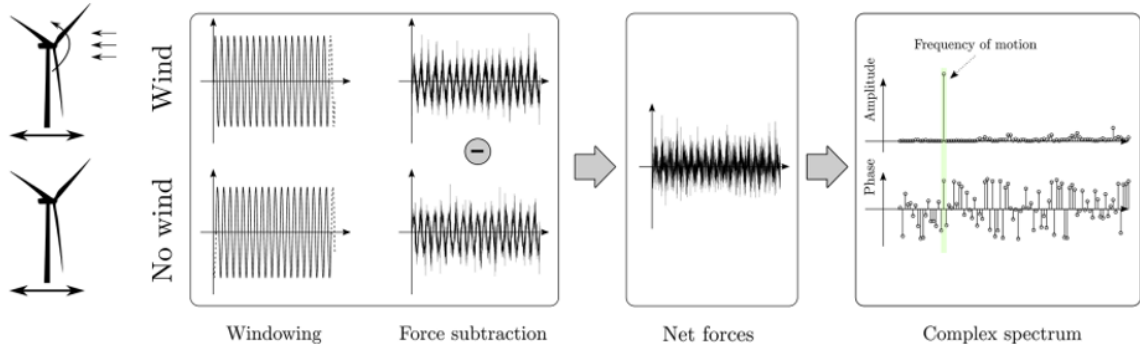 Wind
No wind
Windowing
Force subtraction
Net forces
Frequency of motion
Amplitude
Phase
Complex spectrum